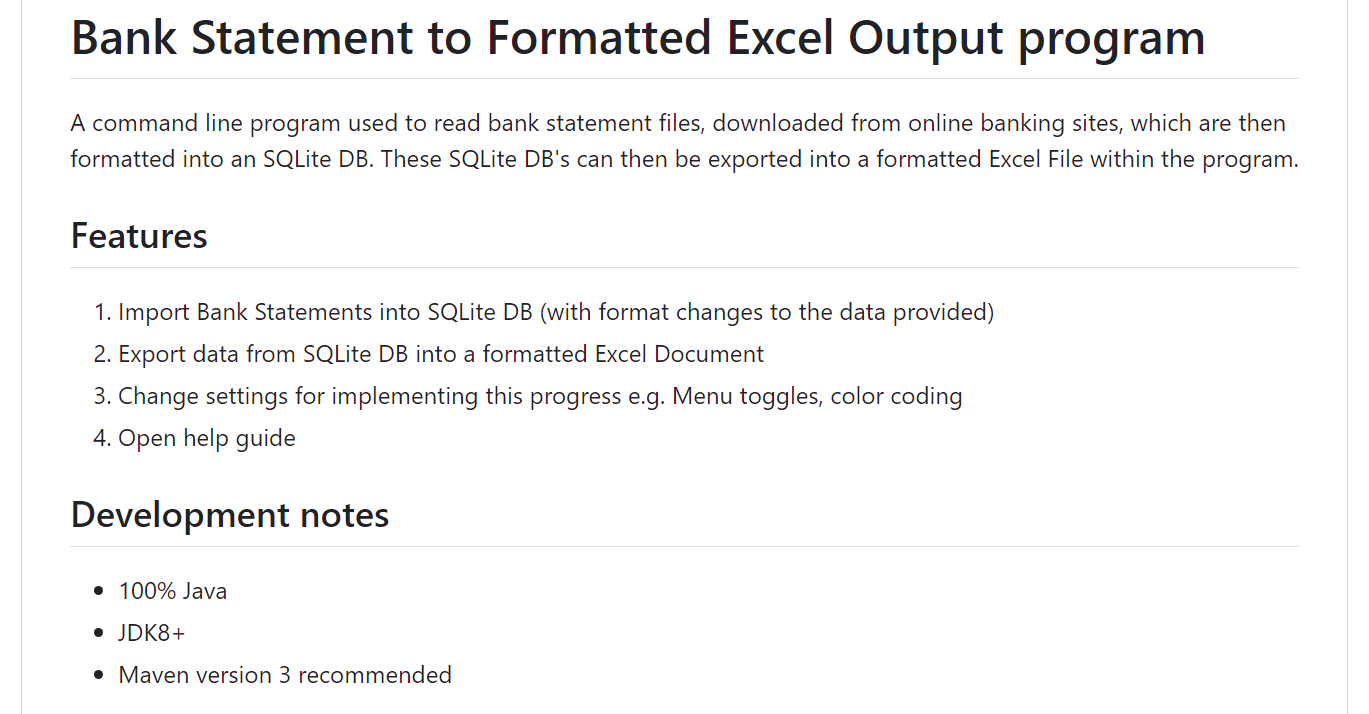 Bank Statement to Formatted Excel Output program
A command line program used to read bank statement files, downloaded from online banking sites, which are then
formatted into an SQLite DB. These SQLite DB's can then be exported into a formatted Excel File within the program.
Features
1. Import Bank Statements into SQLite DB (with format changes to the data provided)
2. Export data from SQLite DB into a formatted Excel Document
3. Change settings for implementing this progress e.g. Menu toggles, color coding
4. Open help guide
Development notes
• 100% Java
• JDK8+
• Maven version 3 recommended